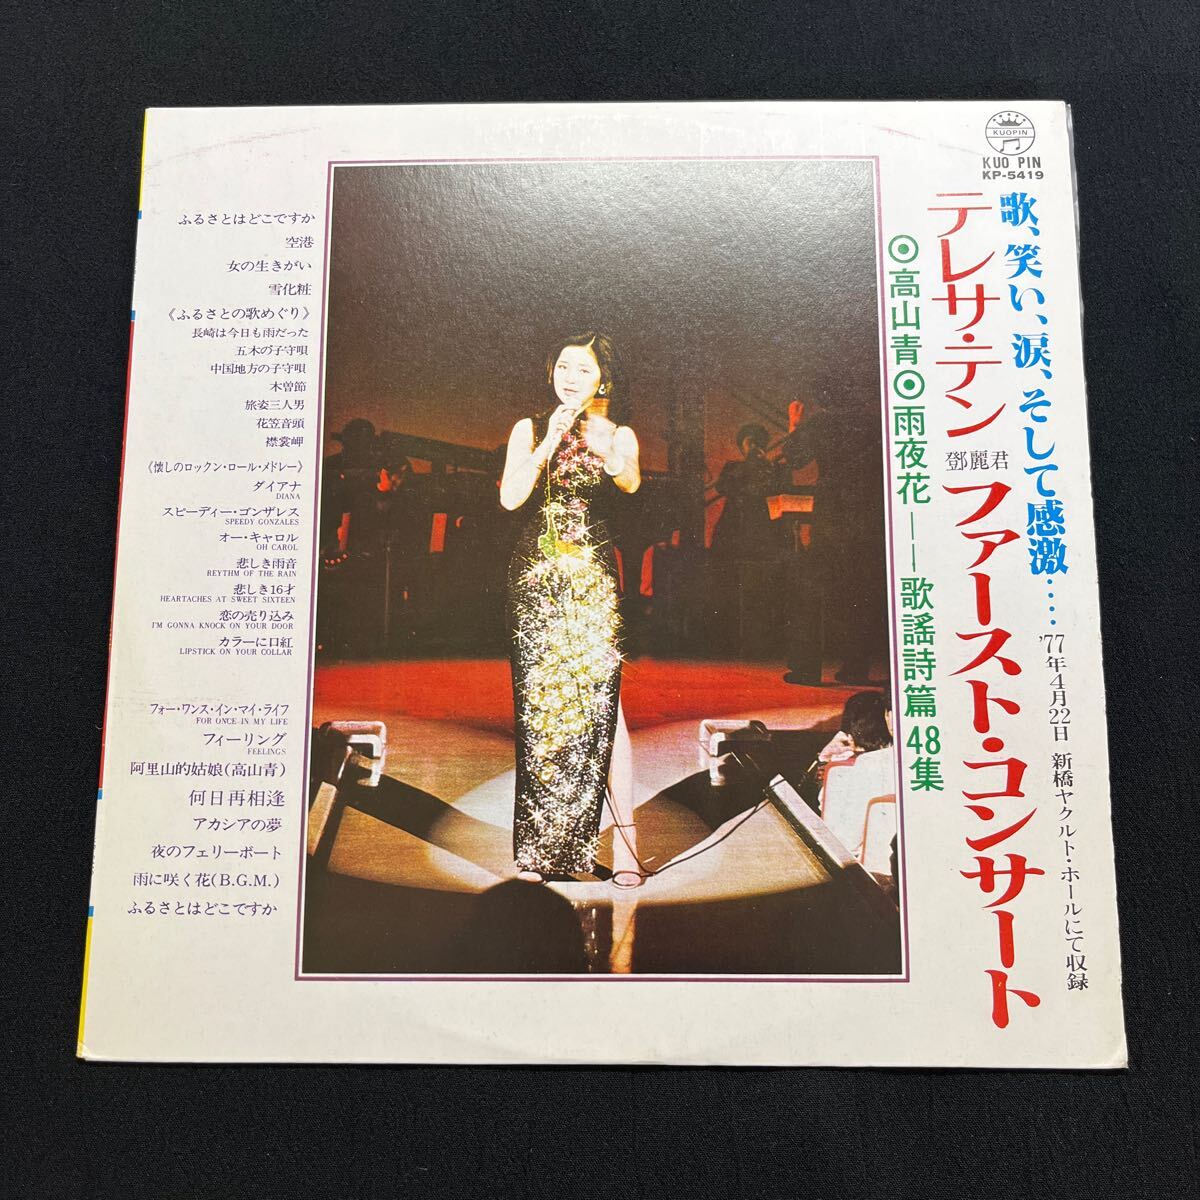 KUOPIN
KUO PIN
KP-5419
歌、笑い、涙、そして感激‥‥
'77年4月22日 新橋ヤクルト・ホールにて収録
テレサ・テン 鄧麗君 ファースト・コンサート
◉高山青◉雨夜花——歌謠詩篇48集
ふるさとはどこですか
空港
女の生きがい
雪化粧
《ふるさとの歌めぐり》
長崎は今日も雨だった
五木の子守唄
中国地方の子守唄
木曽節
旅姿三人男
花笠音頭
襟裳岬
《懐しのロックン・ロール・メドレー》
ダイアナ
DIANA
スピーディー・ゴンザレス
SPEEDY GONZALES
オー・キャロル
OH CAROL
悲しき雨音
REYTHM OF THE RAIN
悲しき16才
HEARTACHES AT SWEET SIXTEEN
恋の売り込み
I'M GONNA KNOCK ON YOUR DOOR
カラーに口紅
LIPSTICK ON YOUR COLLAR
フォー・ワンス・イン・マイ・ライフ
FOR ONCE IN MY LIFE
フィーリング
FEELINGS
阿里山的姑娘(高山青)
何日再相逢
アカシアの夢
夜のフェリーボート
雨に咲く花(B.G.M.)
ふるさとはどこですか